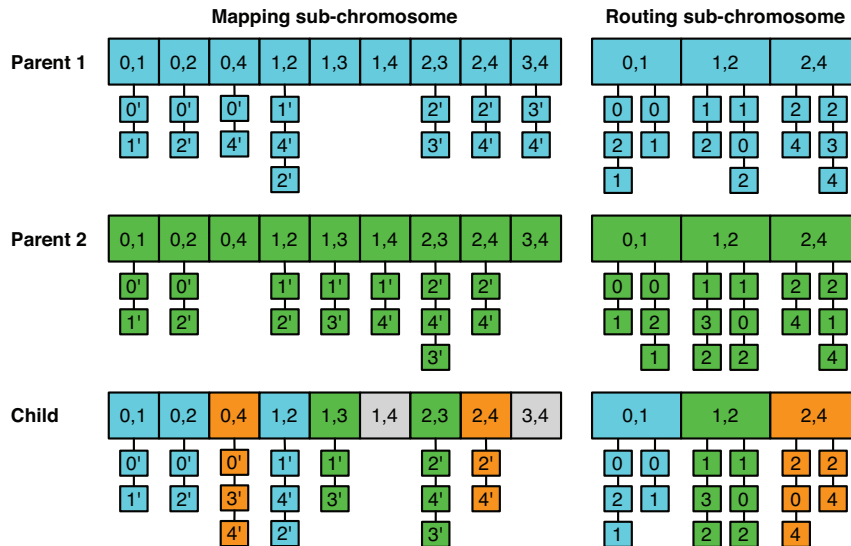 Mapping sub-chromosome Routing sub-chromosome
Parent 1 0,1 0,2 0,4 1,2 1,3 1,4 2,3 2,4 3,4 0,1 1,2 2,4
0' 0' 0' 1' 2' 2' 3' 0 0 1 1 2 2
1' 2' 4' 4' 3' 4' 4' 2 1 2 0 4 3
2' 1 2 4
Parent 2 0,1 0,2 0,4 1,2 1,3 1,4 2,3 2,4 3,4 0,1 1,2 2,4
0' 0' 1' 1' 1' 2' 2' 0 0 1 1 2 2
1' 2' 2' 3' 4' 4' 4' 1 2 3 0 4 1
3' 1 2 2 4
Child 0,1 0,2 0,4 1,2 1,3 1,4 2,3 2,4 3,4 0,1 1,2 2,4
0' 0' 0' 1' 1' 2' 2' 0 0 1 1 2 2
1' 2' 3' 4' 3' 4' 4' 2 1 3 0 0 4
4' 2' 3' 1 2 2 4